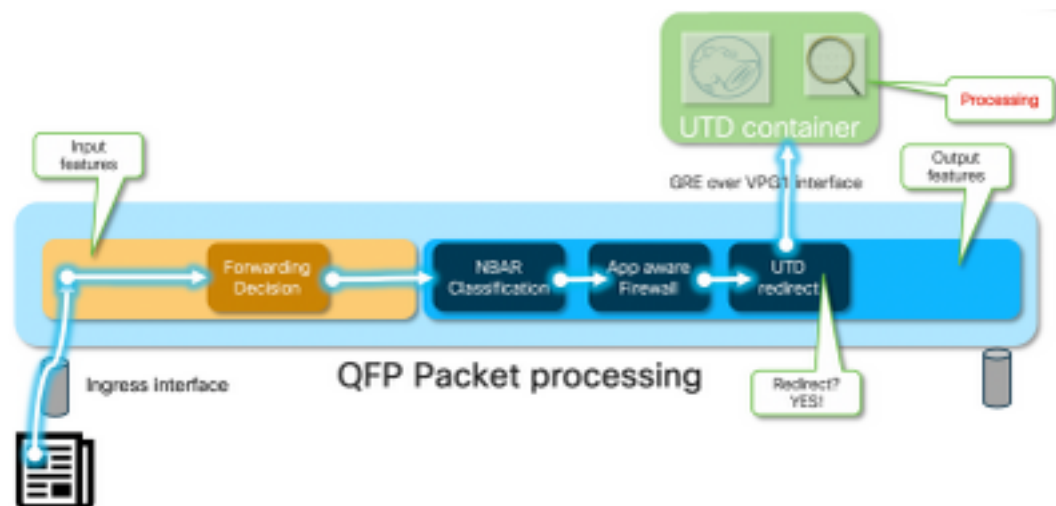 UTD container
Processing
Input
features
GRE over VPG1 interface
Output
features
Forwarding
Decision
NBAR
Classification
App aware
Firewall
UTD
redirect
Ingress interface
QFP Packet processing
Redirect?
YES!